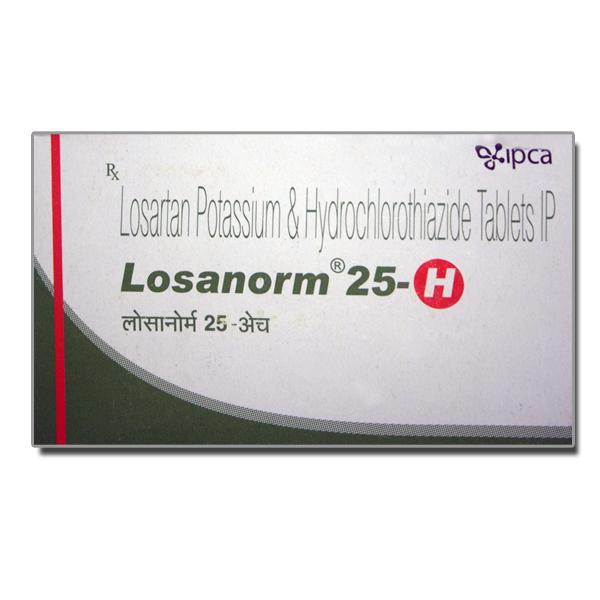 ipca
Rx
Losartan Potassium & Hydrochlorothiazide Tablets IP
Losanorm® 25-H
लोसानोर्म 25-अेच